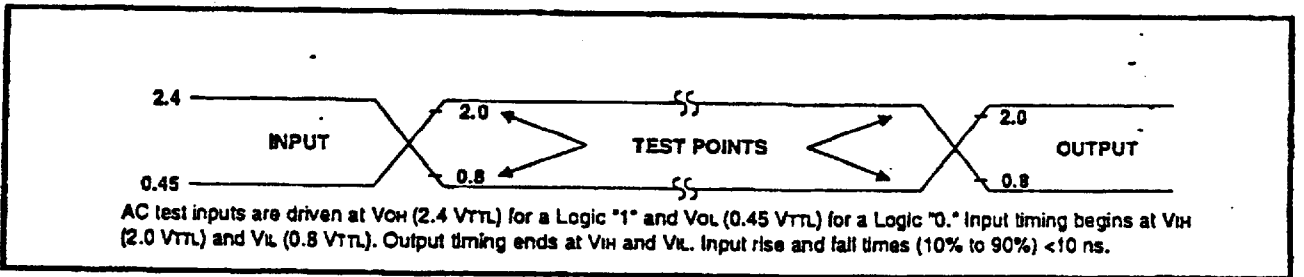 2.4
2.0
2.0
INPUT
TEST POINTS
OUTPUT
0.45
0.8
0.8
AC test inputs are driven at VOH (2.4 VTTL) for a Logic "1" and VOL (0.45 VTTL) for a Logic "0." Input timing begins at VIH
(2.0 VTTL) and VIL (0.8 VTTL). Output timing ends at VIH and VIL. Input rise and fall times (10% to 90%) <10 ns.